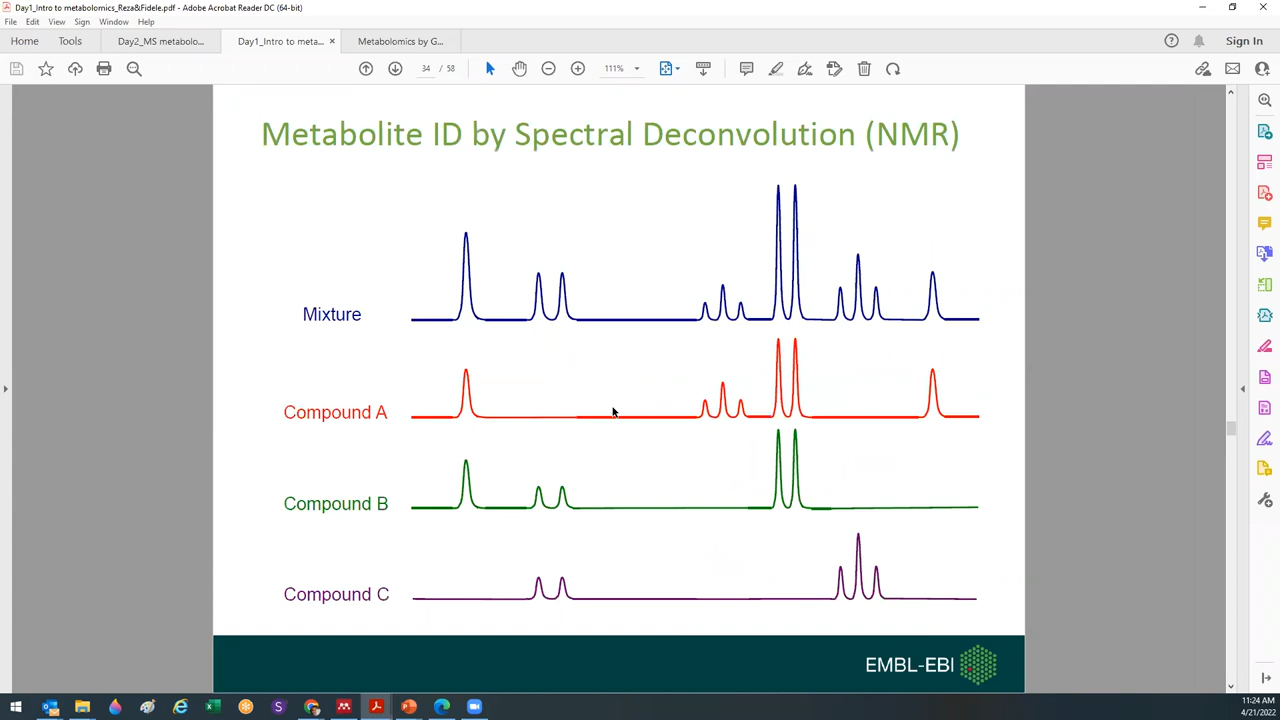 Day1_Intro to metabolomics_Reza&Fidele.pdf - Adobe Acrobat Reader DC (64-bit)
File Edit View Sign Window Help
Home Tools Day2_MS metabolo... Day1_Intro to meta... × Metabolomics by G... Sign In
34 / 58 111%
Metabolite ID by Spectral Deconvolution (NMR)
Mixture
Compound A
Compound B
Compound C
EMBL-EBI
11:24 AM
4/21/2022